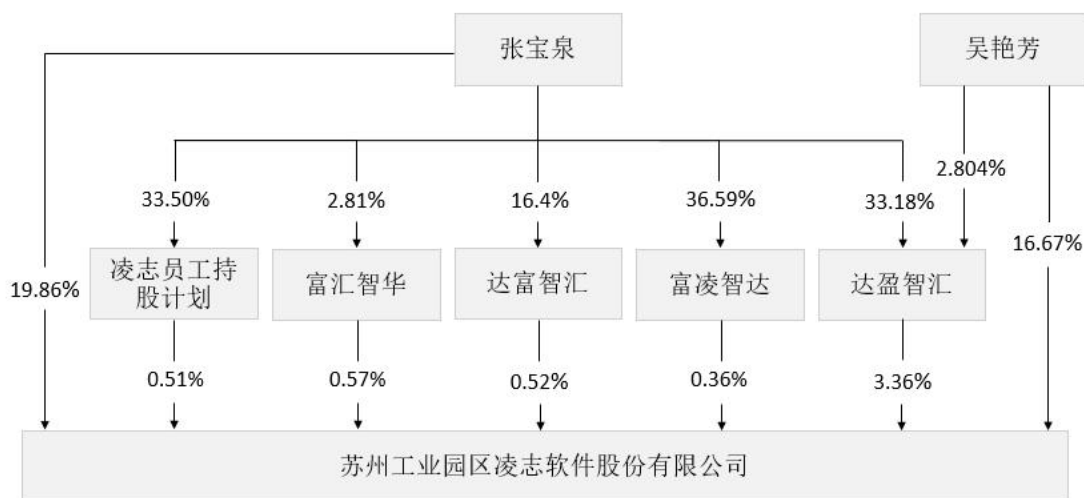 张宝泉
吴艳芳
2.804%
33.50%
2.81%
16.4%
36.59%
33.18%
16.67%
19.86%
凌志员工持
股计划
富汇智华
达富智汇
富凌智达
达盈智汇
0.51%
0.57%
0.52%
0.36%
3.36%
苏州工业园区凌志软件股份有限公司